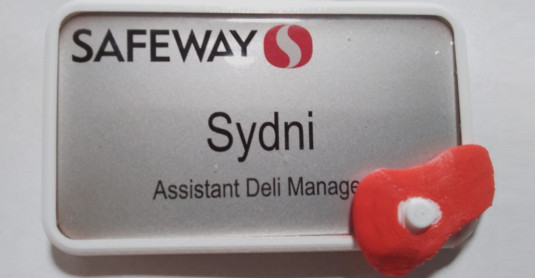 SAFEWAY
Sydni
Assistant Deli Manage